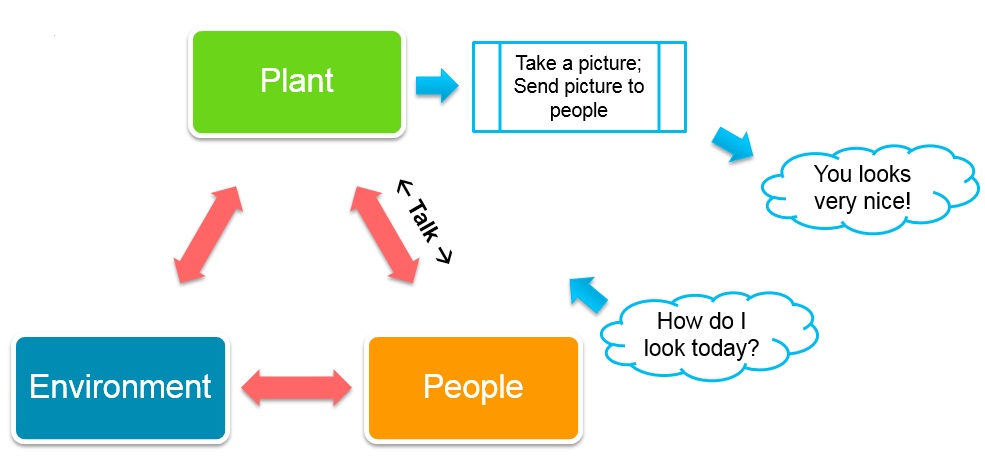 Plant
Take a picture;
Send picture to
people
You looks
very nice!
← Talk →
How do I
look today?
Environment
People